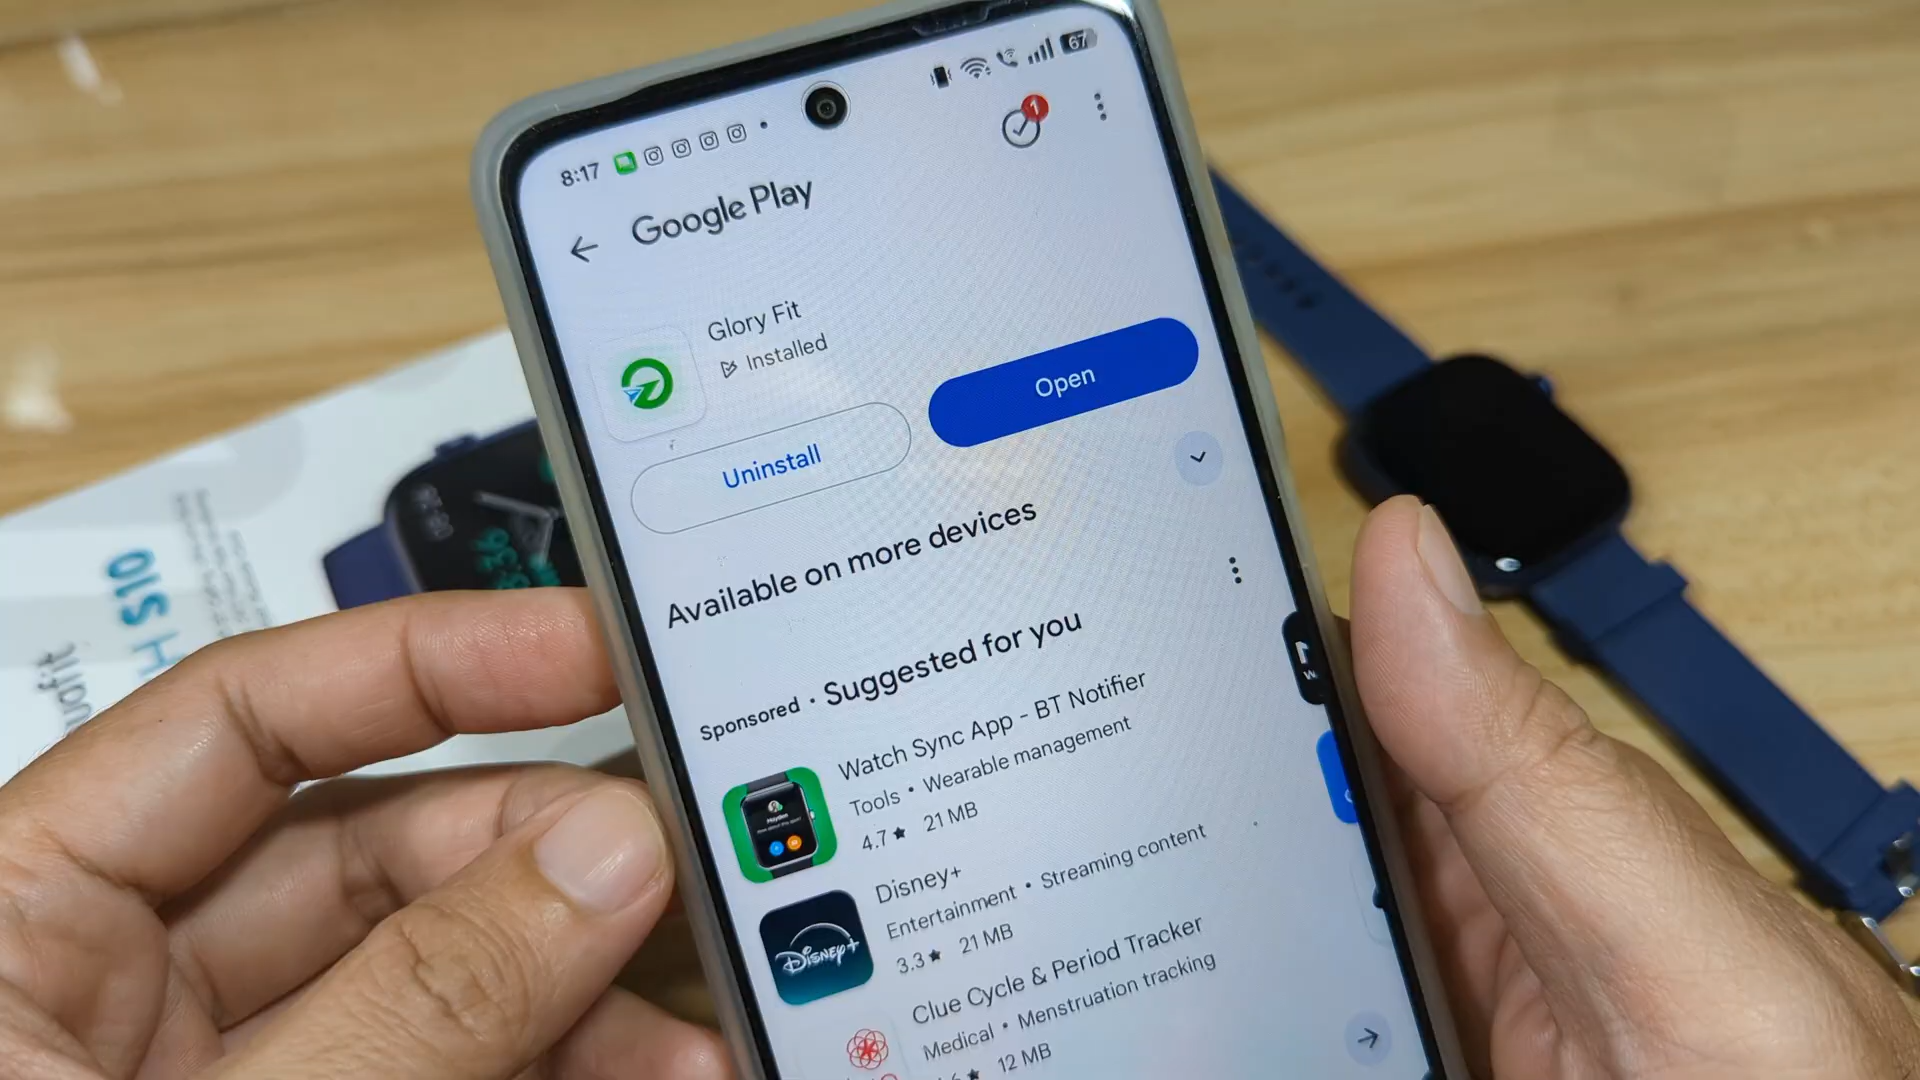 8:17
67
1
Google Play
Glory Fit
Installed
Uninstall
Open
Available on more devices
Sponsored • Suggested for you
Watch Sync App - BT Notifier
Tools • Wearable management
4.7★ 21 MB
Disney+
Disney+
Entertainment • Streaming content
3.3★ 21 MB
Clue Cycle & Period Tracker
Medical • Menstruation tracking
12 MB
H S10